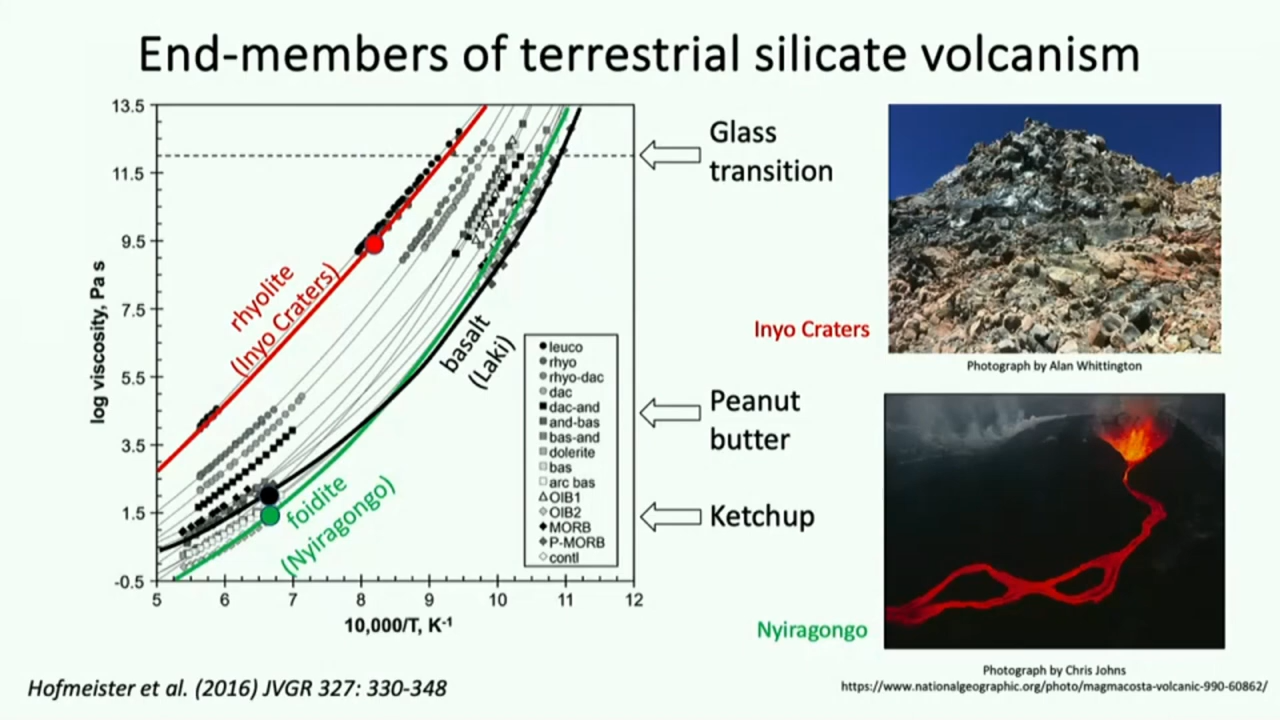 End-members of terrestrial silicate volcanism
13.5
11.5
9.5
7.5
5.5
3.5
1.5
-0.5
log viscosity, Pa s
5 6 7 8 9 10 11 12
10,000/T, K-1
rhyolite
(Inyo Craters)
basalt
(Laki)
foidite
(Nyiragongo)
leuco
rhyo
rhyo-dac
dac
dac-and
and-bas
bas-and
dolerite
bas
arc bas
OIB1
OIB2
MORB
P-MORB
contl
Glass
transition
Peanut
butter
Ketchup
Inyo Craters
Photograph by Alan Whittington
Nyiragongo
Photograph by Chris Johns
https://www.nationalgeographic.org/photo/magmacosta-volcanic-990-60862/
Hofmeister et al. (2016) JVGR 327: 330-348